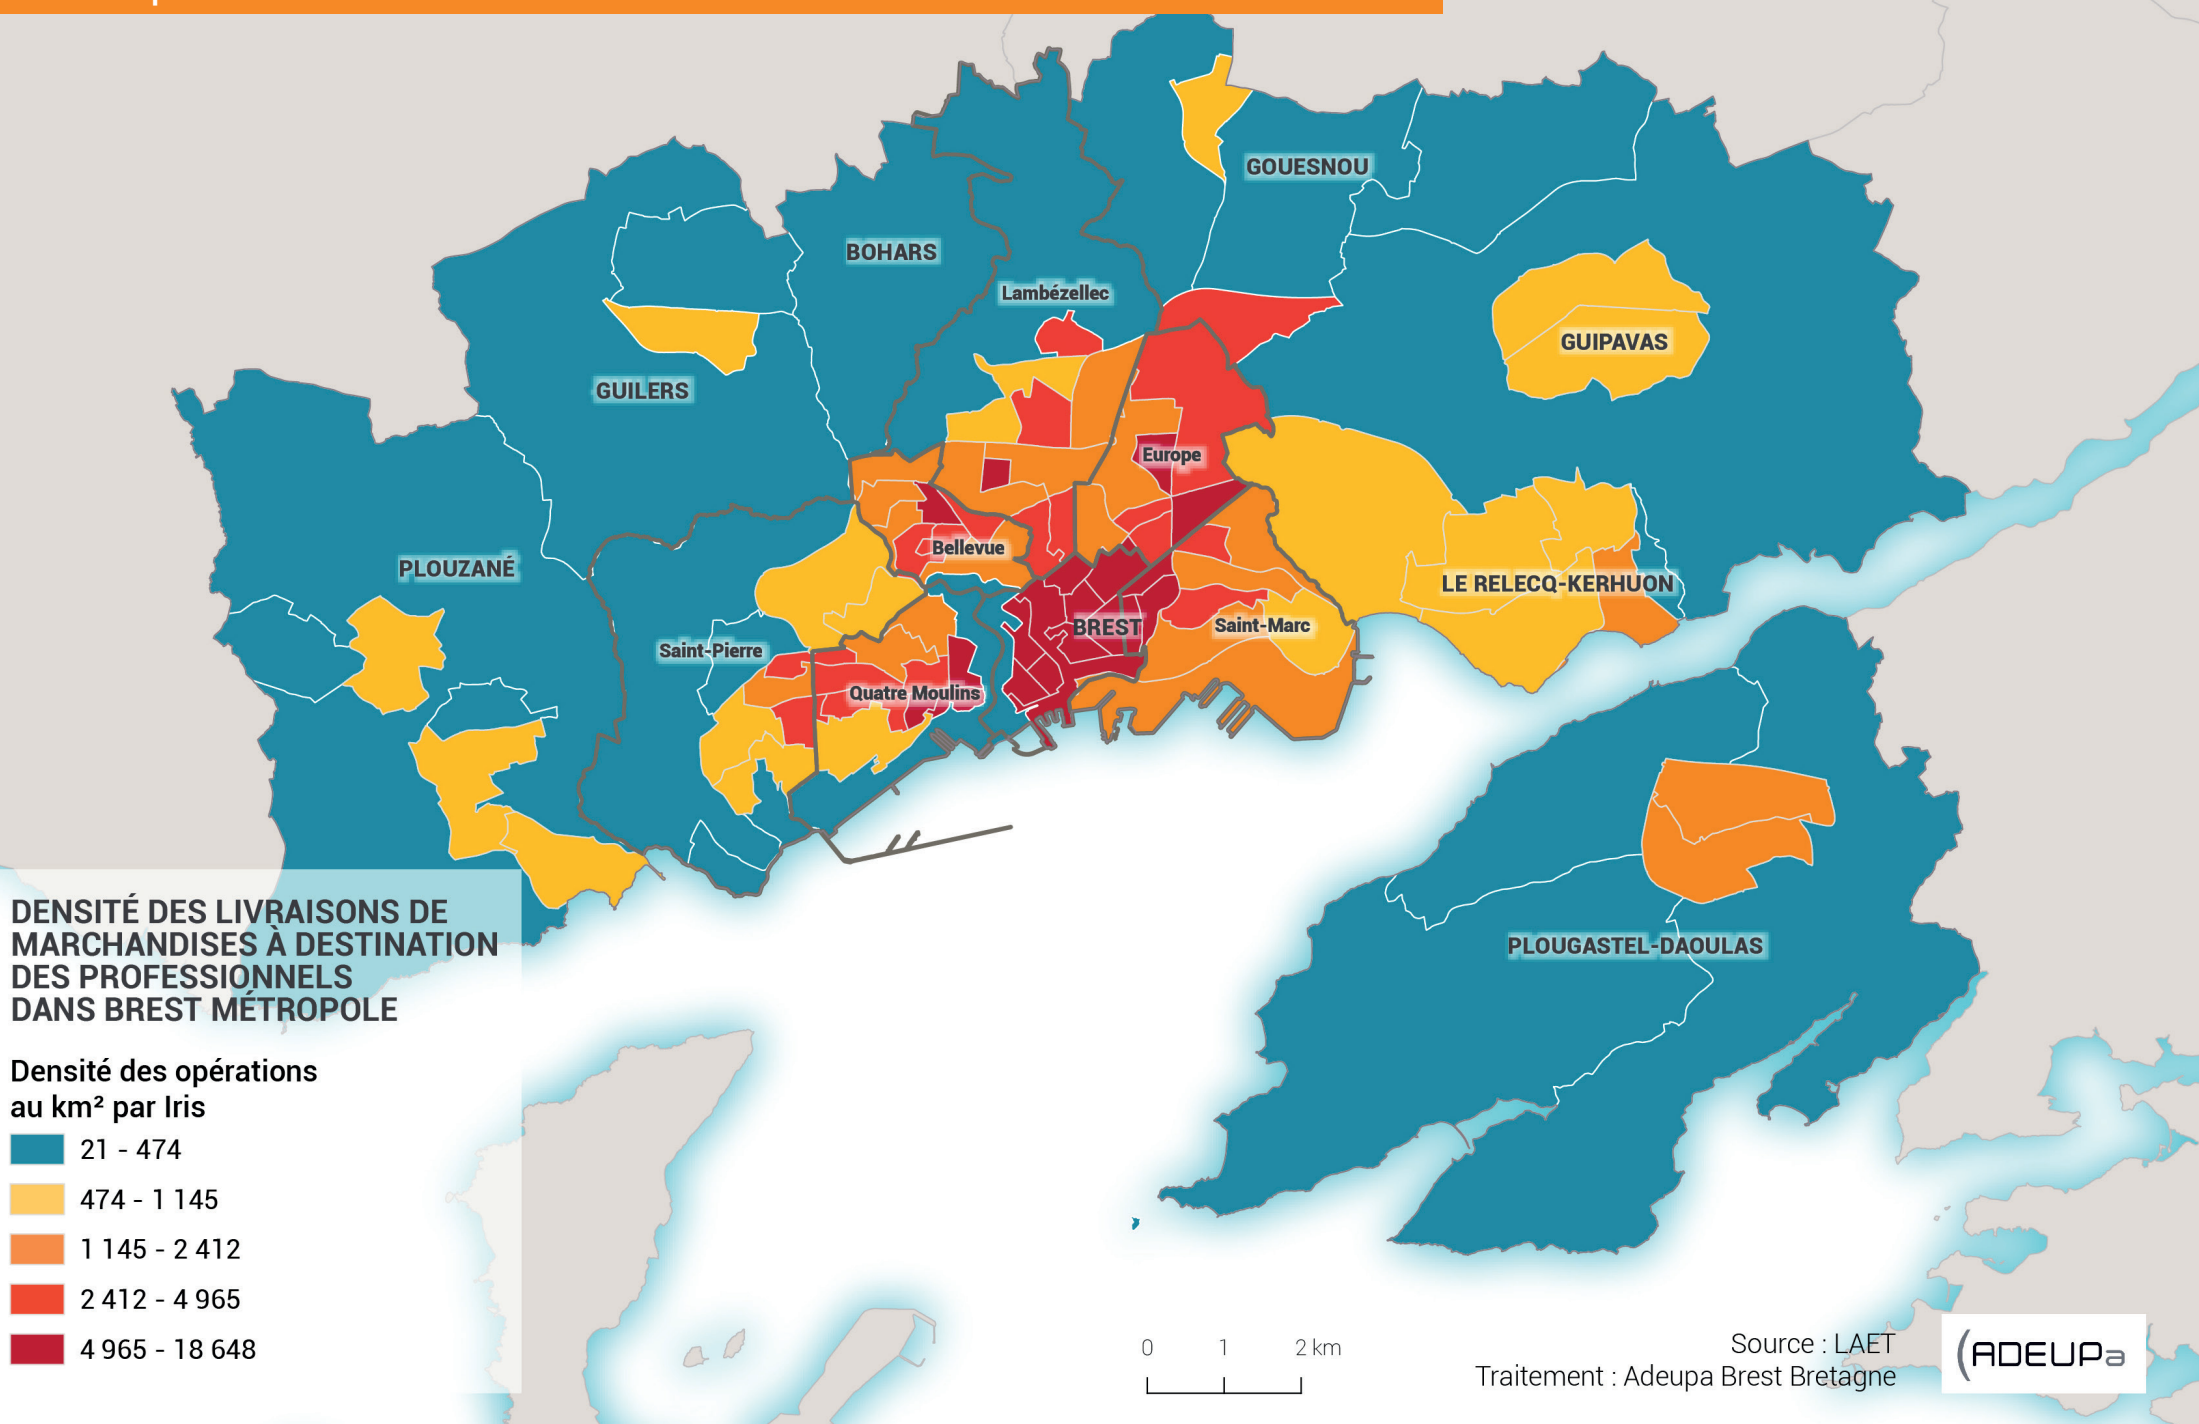 GOUESNOU
BOHARS
Lambézellec
GUIPAVAS
GUILERS
Europe
Bellevue
PLOUZANÉ
LE RELECQ-KERHUON
BREST
Saint-Marc
Saint-Pierre
Quatre Moulins
PLOUGASTEL-DAOULAS
DENSITÉ DES LIVRAISONS DE
MARCHANDISES À DESTINATION
DES PROFESSIONNELS
DANS BREST MÉTROPOLE
Densité des opérations
au km² par Iris
21 - 474
474 - 1 145
1 145 - 2 412
2 412 - 4 965
4 965 - 18 648
0 1 2 km
Source : LAET
Traitement : Adeupa Brest Bretagne
(ADEUPa